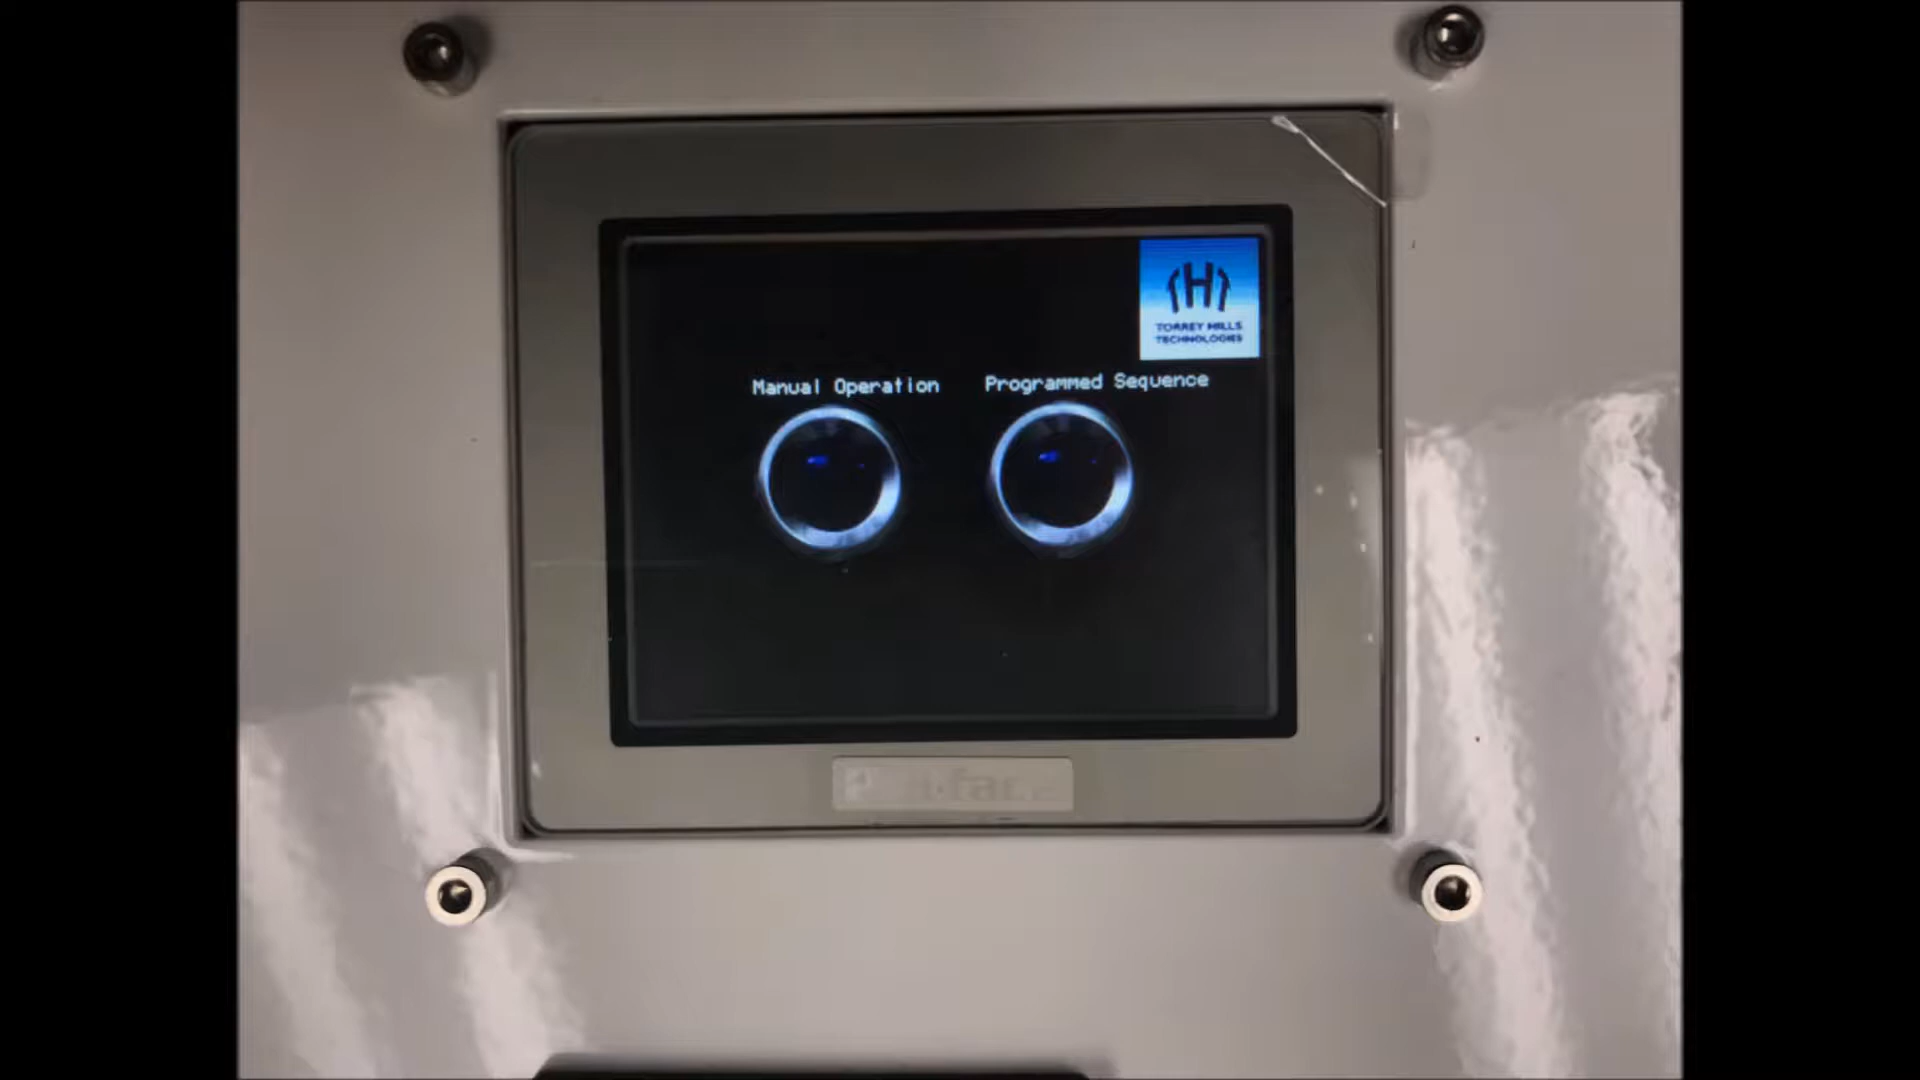 TORREY HILLS
TECHNOLOGIES
Manual Operation
Programmed Sequence